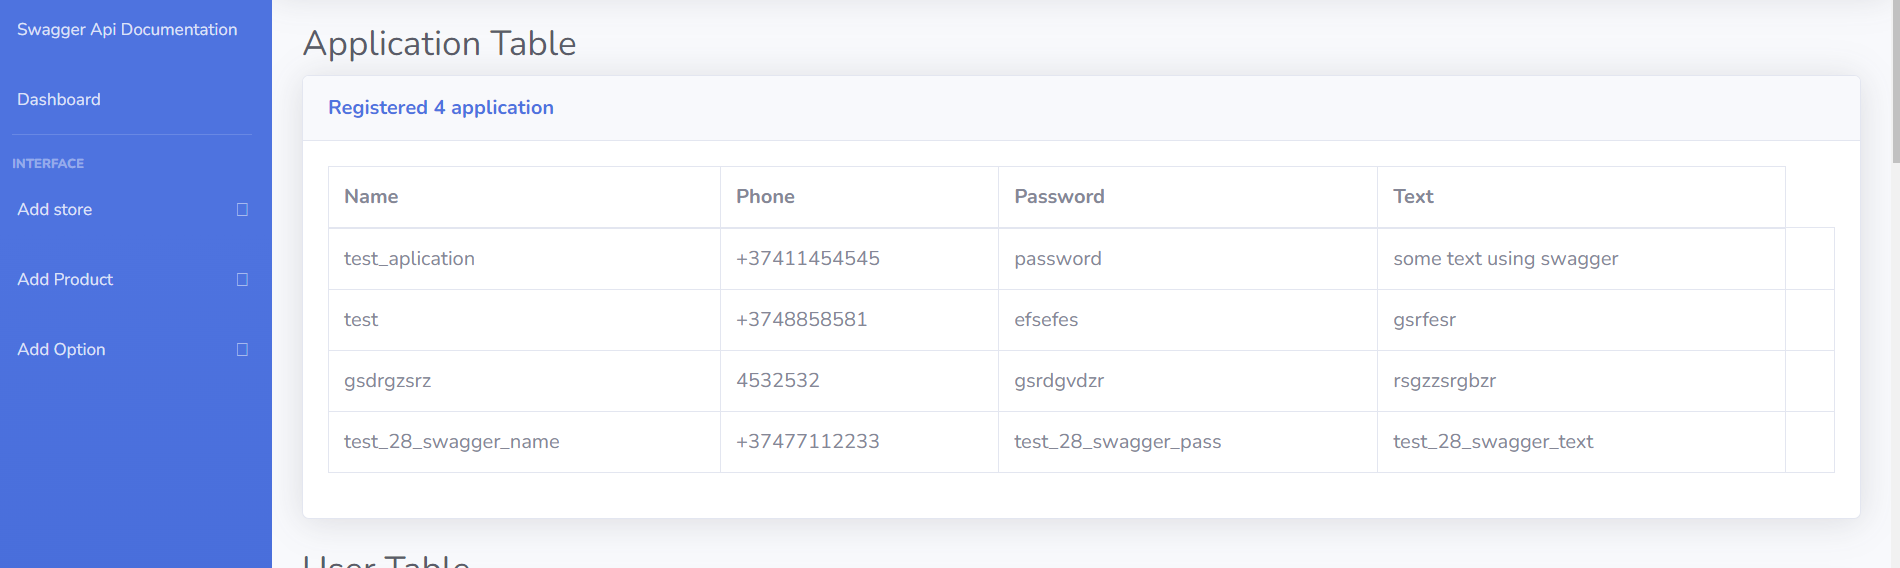 Swagger Api Documentation
Dashboard
INTERFACE
Add store
Add Product
Add Option
Application Table
Registered 4 application
Name Phone Password Text
test_aplication +37411454545 password some text using swagger
test +3748858581 efsefes gsrfesr
gsdrgzsrz 4532532 gsrdgvdzr rsgzzsrgbzr
test_28_swagger_name +37477112233 test_28_swagger_pass test_28_swagger_text
User Table